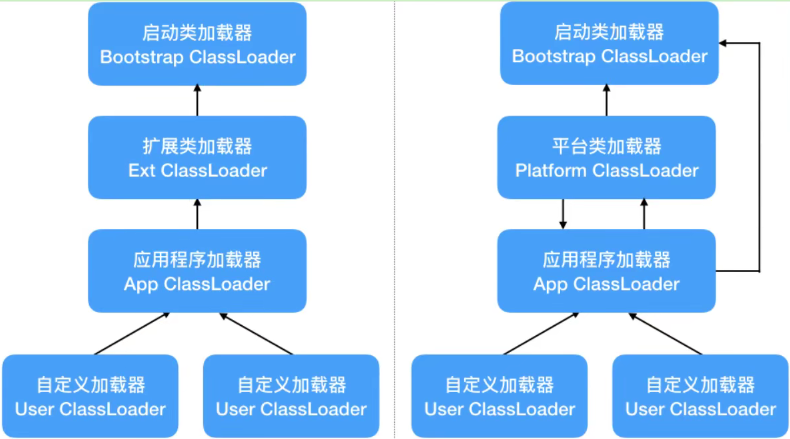 启动类加载器
Bootstrap ClassLoader
扩展类加载器
Ext ClassLoader
应用程序加载器
App ClassLoader
自定义加载器
User ClassLoader
自定义加载器
User ClassLoader
启动类加载器
Bootstrap ClassLoader
平台类加载器
Platform ClassLoader
应用程序加载器
App ClassLoader
自定义加载器
User ClassLoader
自定义加载器
User ClassLoader